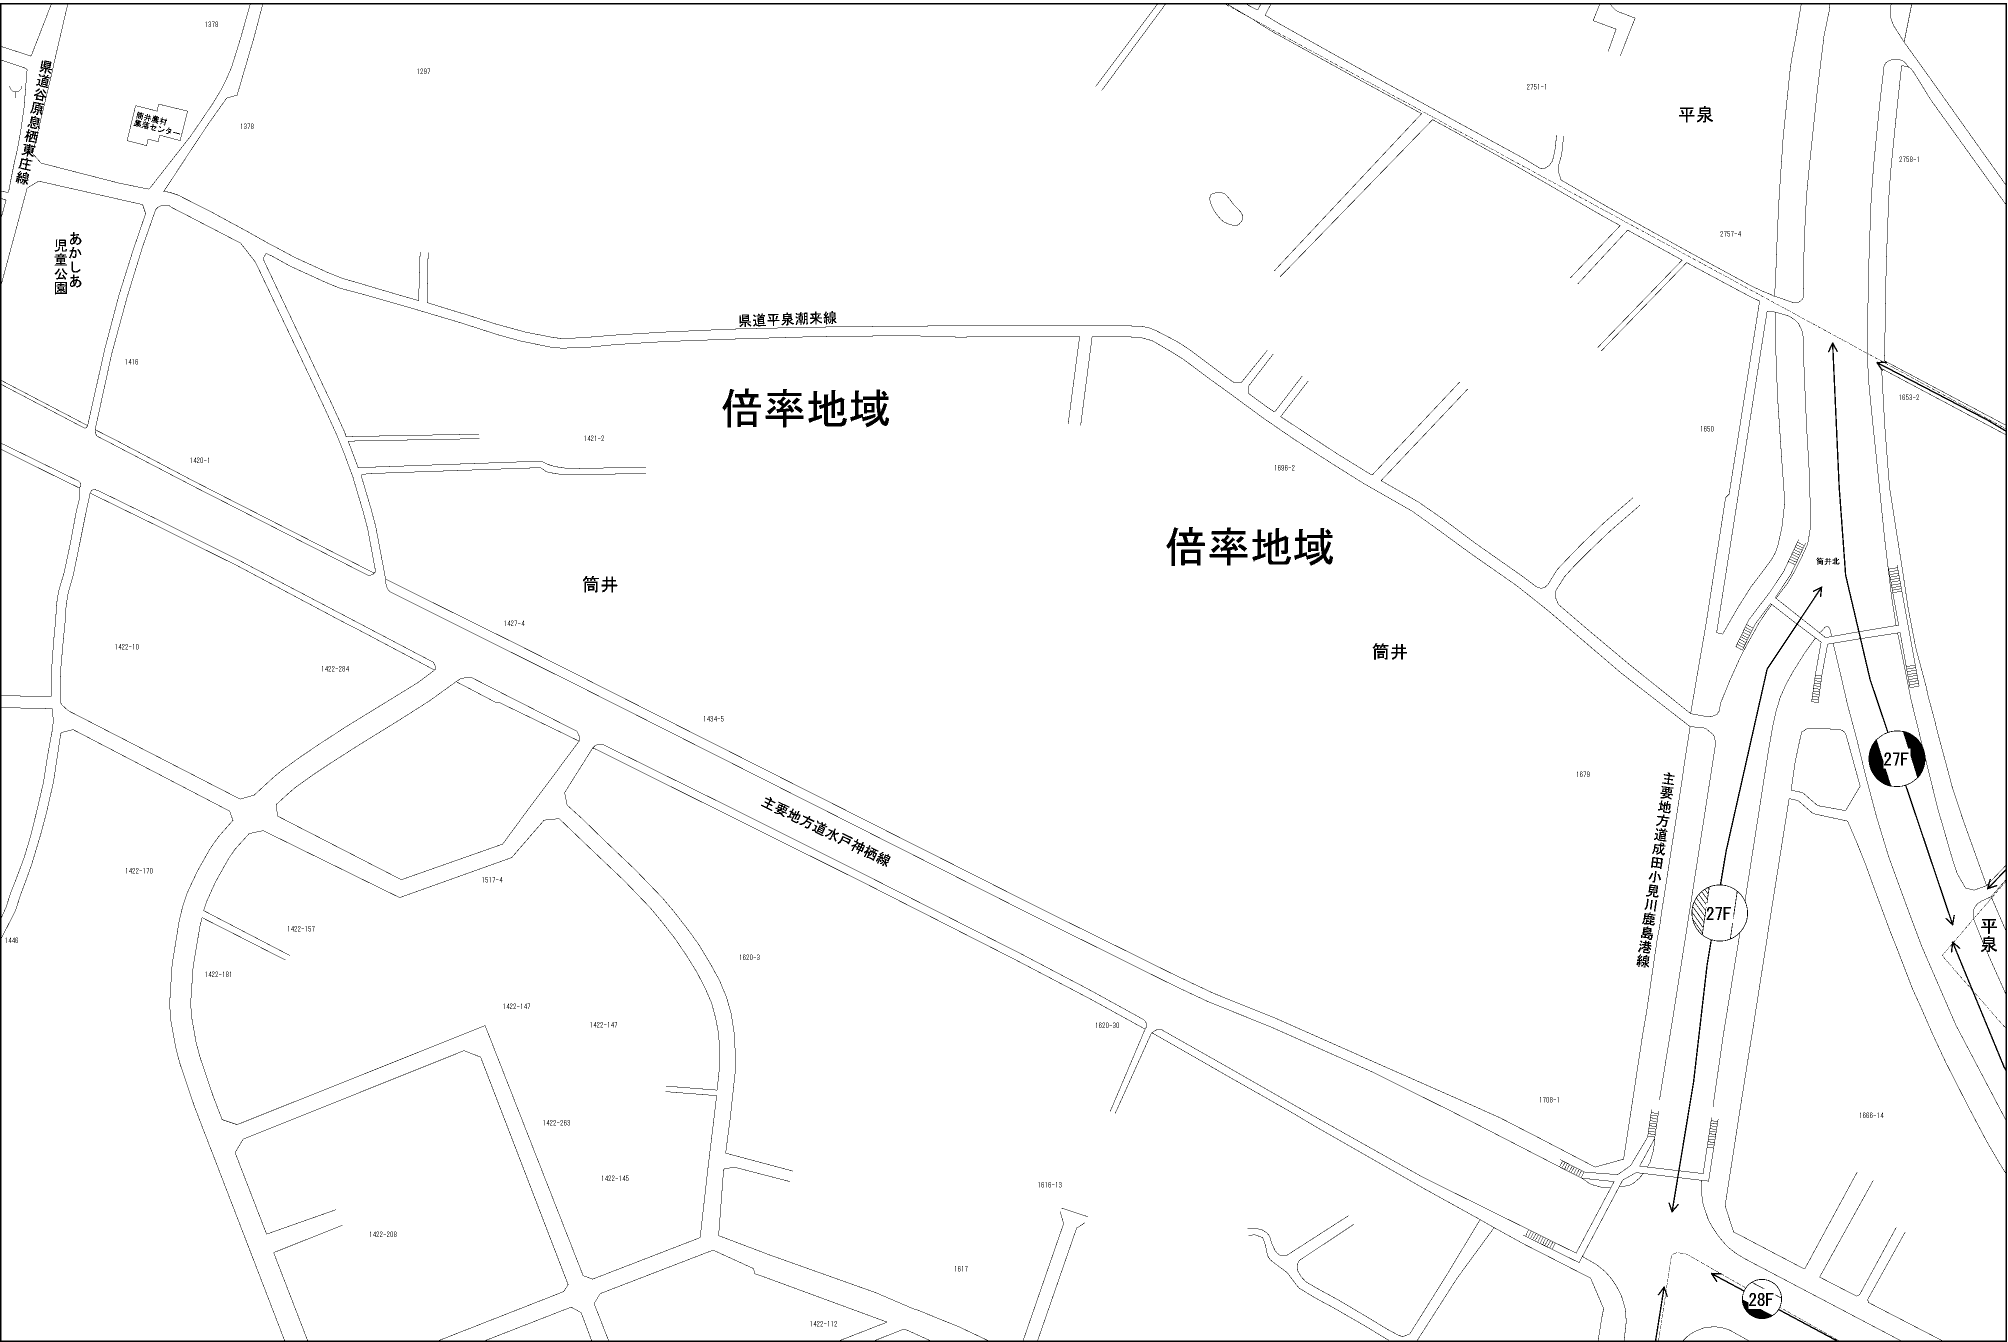 1378
1297
県道谷原息栖東庄線
筒井農村
集落センター
1378
2751-1
平泉
2758-1
あかしあ
児童公園
2757-4
県道平泉潮来線
1416
倍率地域
1653-2
1421-2
1650
1420-1
1696-2
倍率地域
筒井北
筒井
1427-4
1422-10
1422-284
筒井
1434-5
27F
1679
主要地方道水戸神栖線
主要地方道成田小見川鹿島港線
1422-170
1517-4
27F
1422-157
1446
平泉
1620-3
1422-181
1422-147
1422-147
1620-30
1708-1
1666-14
1422-263
1422-145
1616-13
1422-208
1617
28F
1422-112